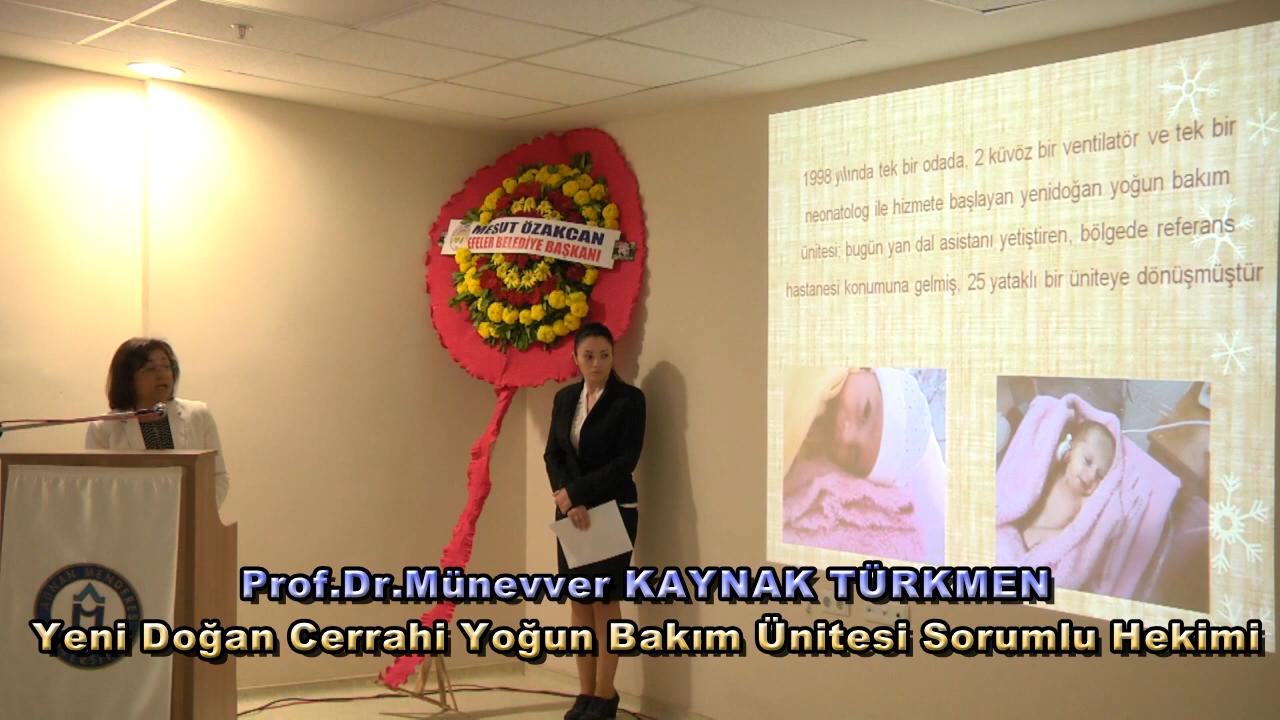 1998 yılında tek bir odada, 2 küvöz bir ventilatör ve tek bir
neonatolog ile hizmete başlayan yenidoğan yoğun bakım
ünitesi; bugün yan dal asistanı yetiştiren, bölgede referans
hastanesi konumuna gelmiş, 25 yataklı bir üniteye dönüşmüştür
MESUT ÖZAKCAN
EFELER BELEDİYE BAŞKANI
ADNAN MENDERES
Prof.Dr.Münevver KAYNAK TÜRKMEN
Yeni Doğan Cerrahi Yoğun Bakım Ünitesi Sorumlu Hekimi